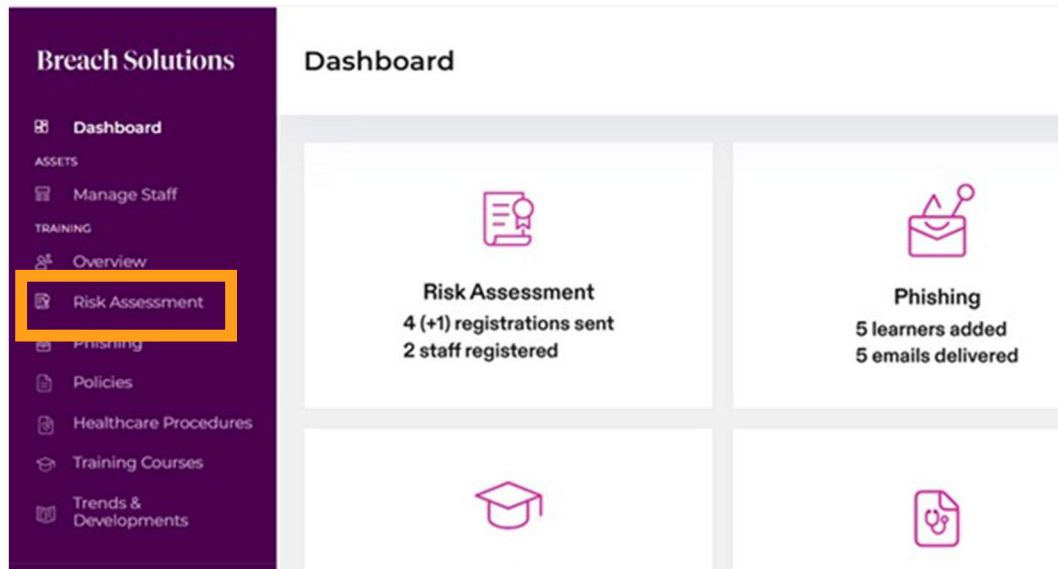 Breach Solutions
Dashboard
Dashboard
ASSETS
Manage Staff
TRAINING
Overview
Risk Assessment
Phishing
Policies
Healthcare Procedures
Training Courses
Trends &
Developments
Risk Assessment
4 (+1) registrations sent
2 staff registered
Phishing
5 learners added
5 emails delivered